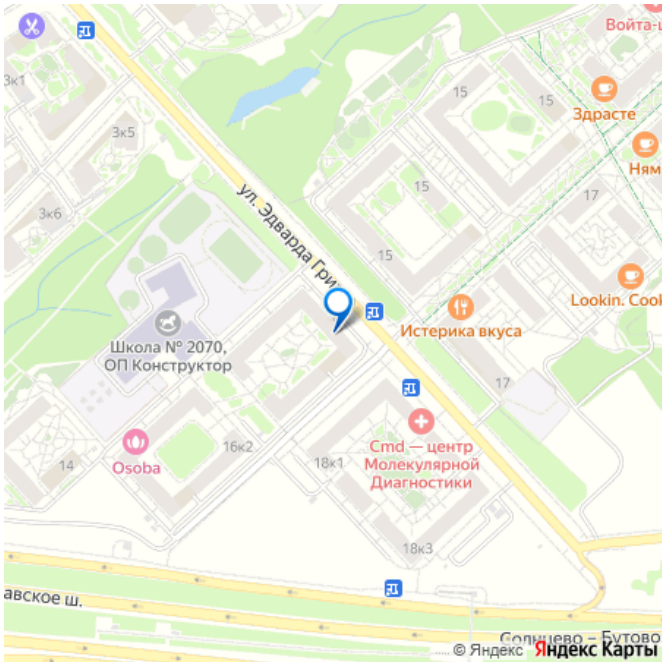 Войта-ц
3к1
15
15
Здрасте
3к5
Ням
15
17
3к6
ул. Эдварда Гри
15
Lookin. Cook
Истерика вкуса
Школа № 2070,
ОП Конструктор
17
16к2
Osoba
14
18к1
Cmd — центр
Молекулярной
Диагностики
18к3
авское ш.
Солнцево – Бутово
© Яндекс Яндекс Карты